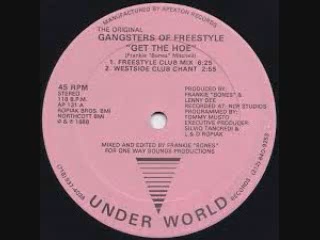 MANUFACTURED BY APEXTON RECORDS
THE ORIGINAL
GANGSTERS OF FREESTYLE
"GET THE HOE"
(Frankie "Bones" Mitchell)
1. FREESTYLE CLUB MIX 6:25
2. WESTSIDE CLUB CHANT 2:55
45 RPM
STEREO
118 B.P.M.
AP 131 A
ROPIAK BROS. BMI
NORTHCOTT BMI
℗ & © 1988
PRODUCED BY:
FRANKIE "BONES" &
LENNY DEE
RECORDED AT: NOR STUDIOS
PROGRAMMED BY:
TOMMY MUSTO
EXECUTIVE PRODUCER:
SILVIO TANCREDI &
L & D ROPIAK
MIXED AND EDITED BY FRANKIE "BONES"
FOR ONE WAY SOUNDS PRODUCTIONS
RECORDS
UNDER WORLD